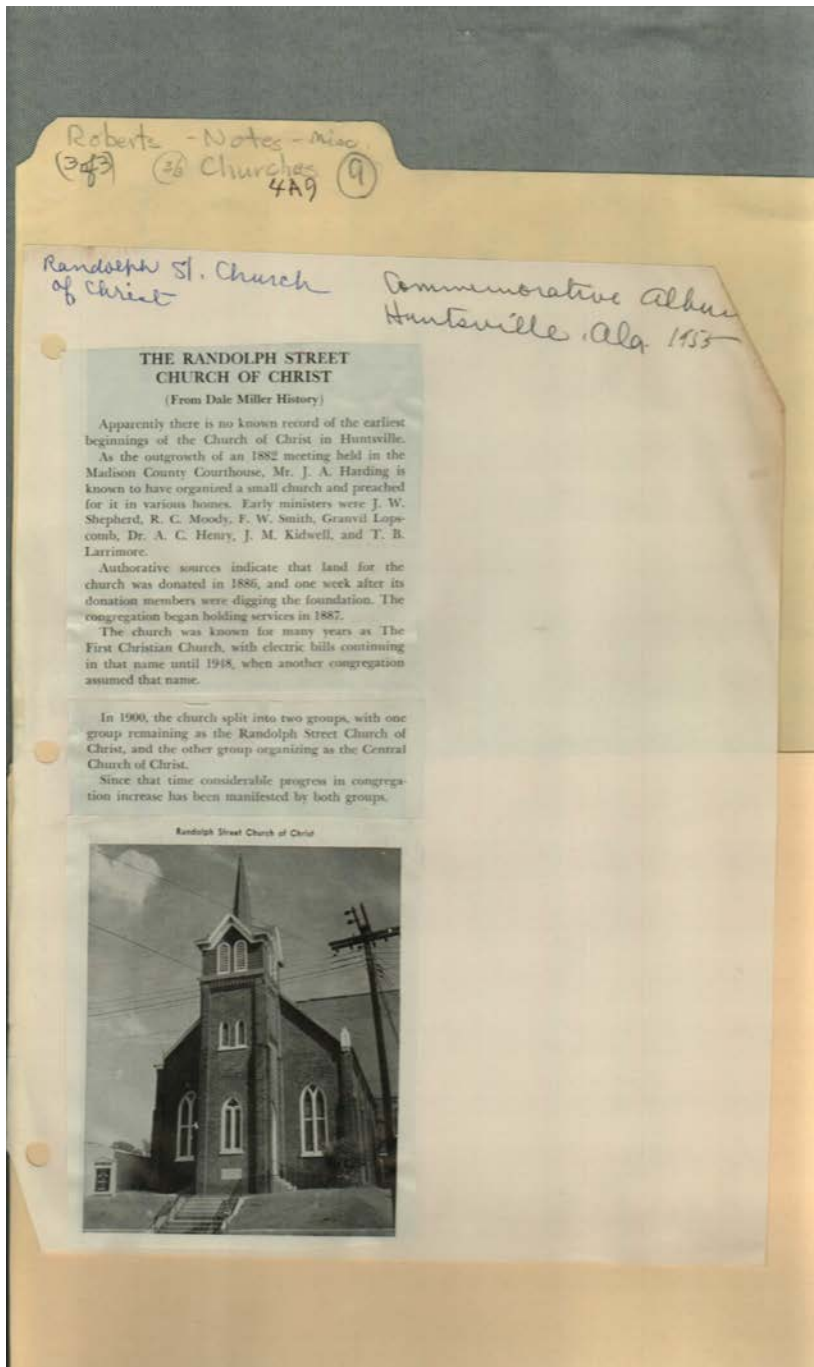 Roberts - Notes - misc.
(3 of 3) (36) Churches (9)
4A9
Randolph St. Church
of Christ
Commemorative Album
Huntsville, Ala. 1955
THE RANDOLPH STREET
CHURCH OF CHRIST
(From Dale Miller History)
Apparently there is no known record of the earliest
beginnings of the Church of Christ in Huntsville.
As the outgrowth of an 1882 meeting held in the
Madison County Courthouse, Mr. J. A. Harding is
known to have organized a small church and preached
for it in various homes. Early ministers were J. W.
Shepherd, R. C. Moody, F. W. Smith, Granvil Lops-
comb, Dr. A. C. Henry, J. M. Kidwell, and T. B.
Larrimore.
Authorative sources indicate that land for the
church was donated in 1886, and one week after its
donation members were digging the foundation. The
congregation began holding services in 1887.
The church was known for many years as The
First Christian Church, with electric bills continuing
in that name until 1948, when another congregation
assumed that name.
In 1900, the church split into two groups, with one
group remaining as the Randolph Street Church of
Christ, and the other group organizing as the Central
Church of Christ.
Since that time considerable progress in congrega-
tion increase has been manifested by both groups.
Randolph Street Church of Christ